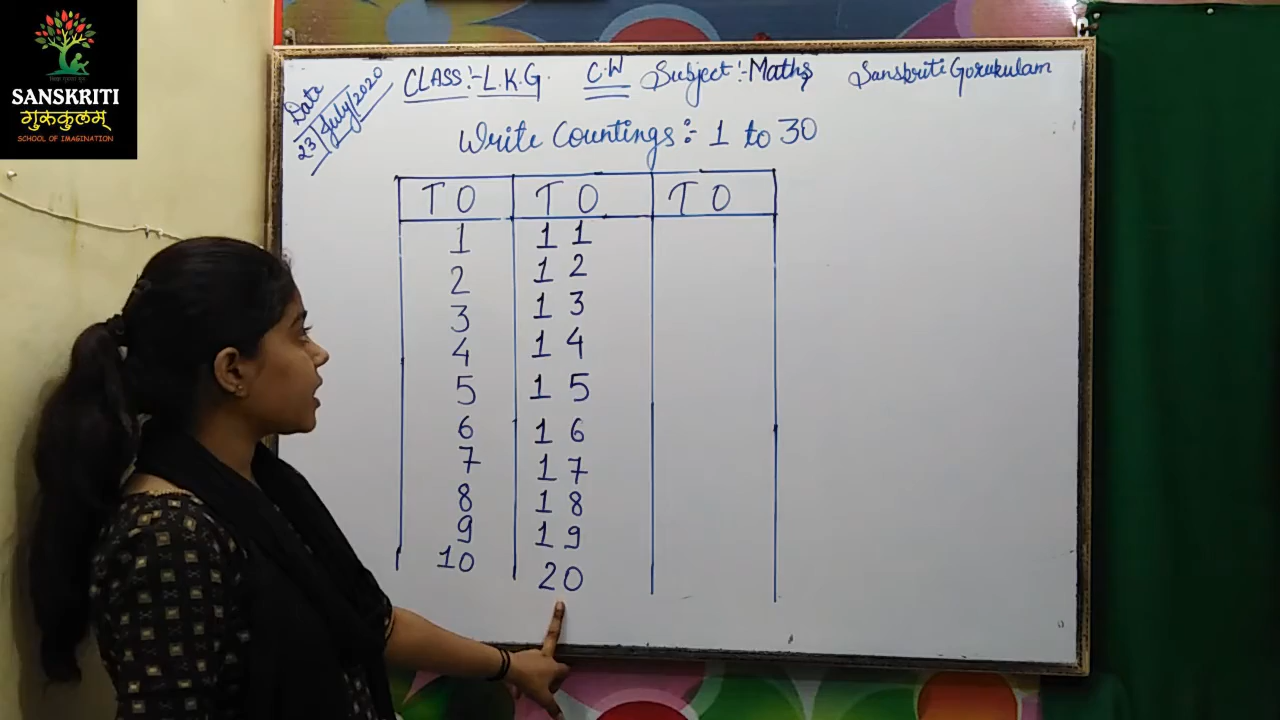 SANSKRITI
गुरुकुलम्
SCHOOL OF IMAGINATION
Date
23/July/2020
CLASS:- L.K.G. C.W Subject:- Maths Sanskriti Gurukulam
Write Countings:- 1 to 30
T O T O T O
1 1 1
2 1 2
3 1 3
4 1 4
5 1 5
6 1 6
7 1 7
8 1 8
9 1 9
10 20